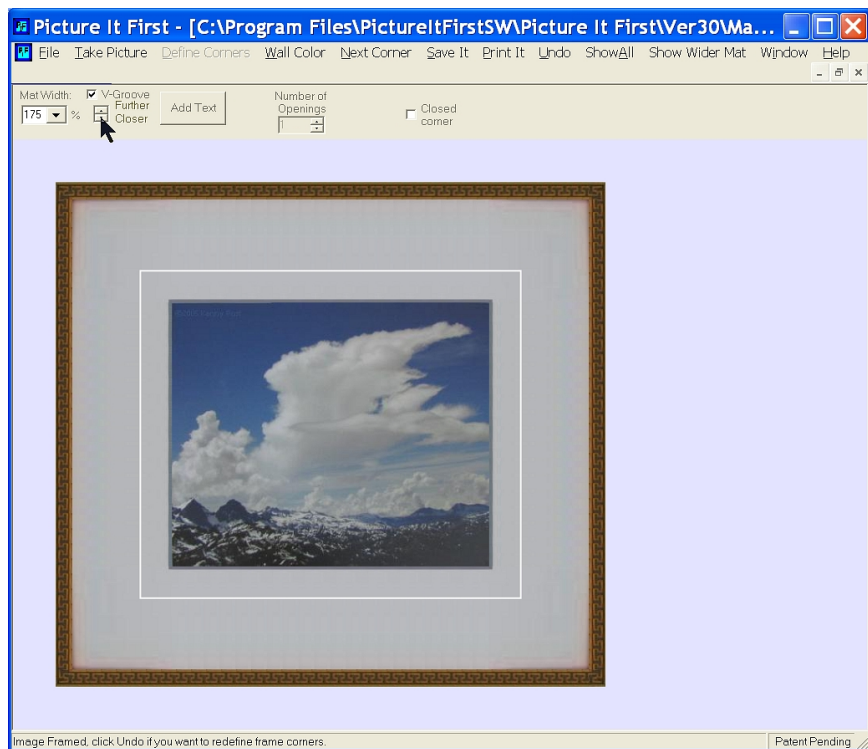 Picture It First - [C:\Program Files\PictureItFirstSW\Picture It First\Ver30\Ma...
File Take Picture Define Corners Wall Color Next Corner Save It Print It Undo ShowAll Show Wider Mat Window Help
Mat Width: V-Groove Number of
Further Openings
175 % Closer Add Text 1 Closed
corner
Image Framed, click Undo if you want to redefine frame corners. Patent Pending